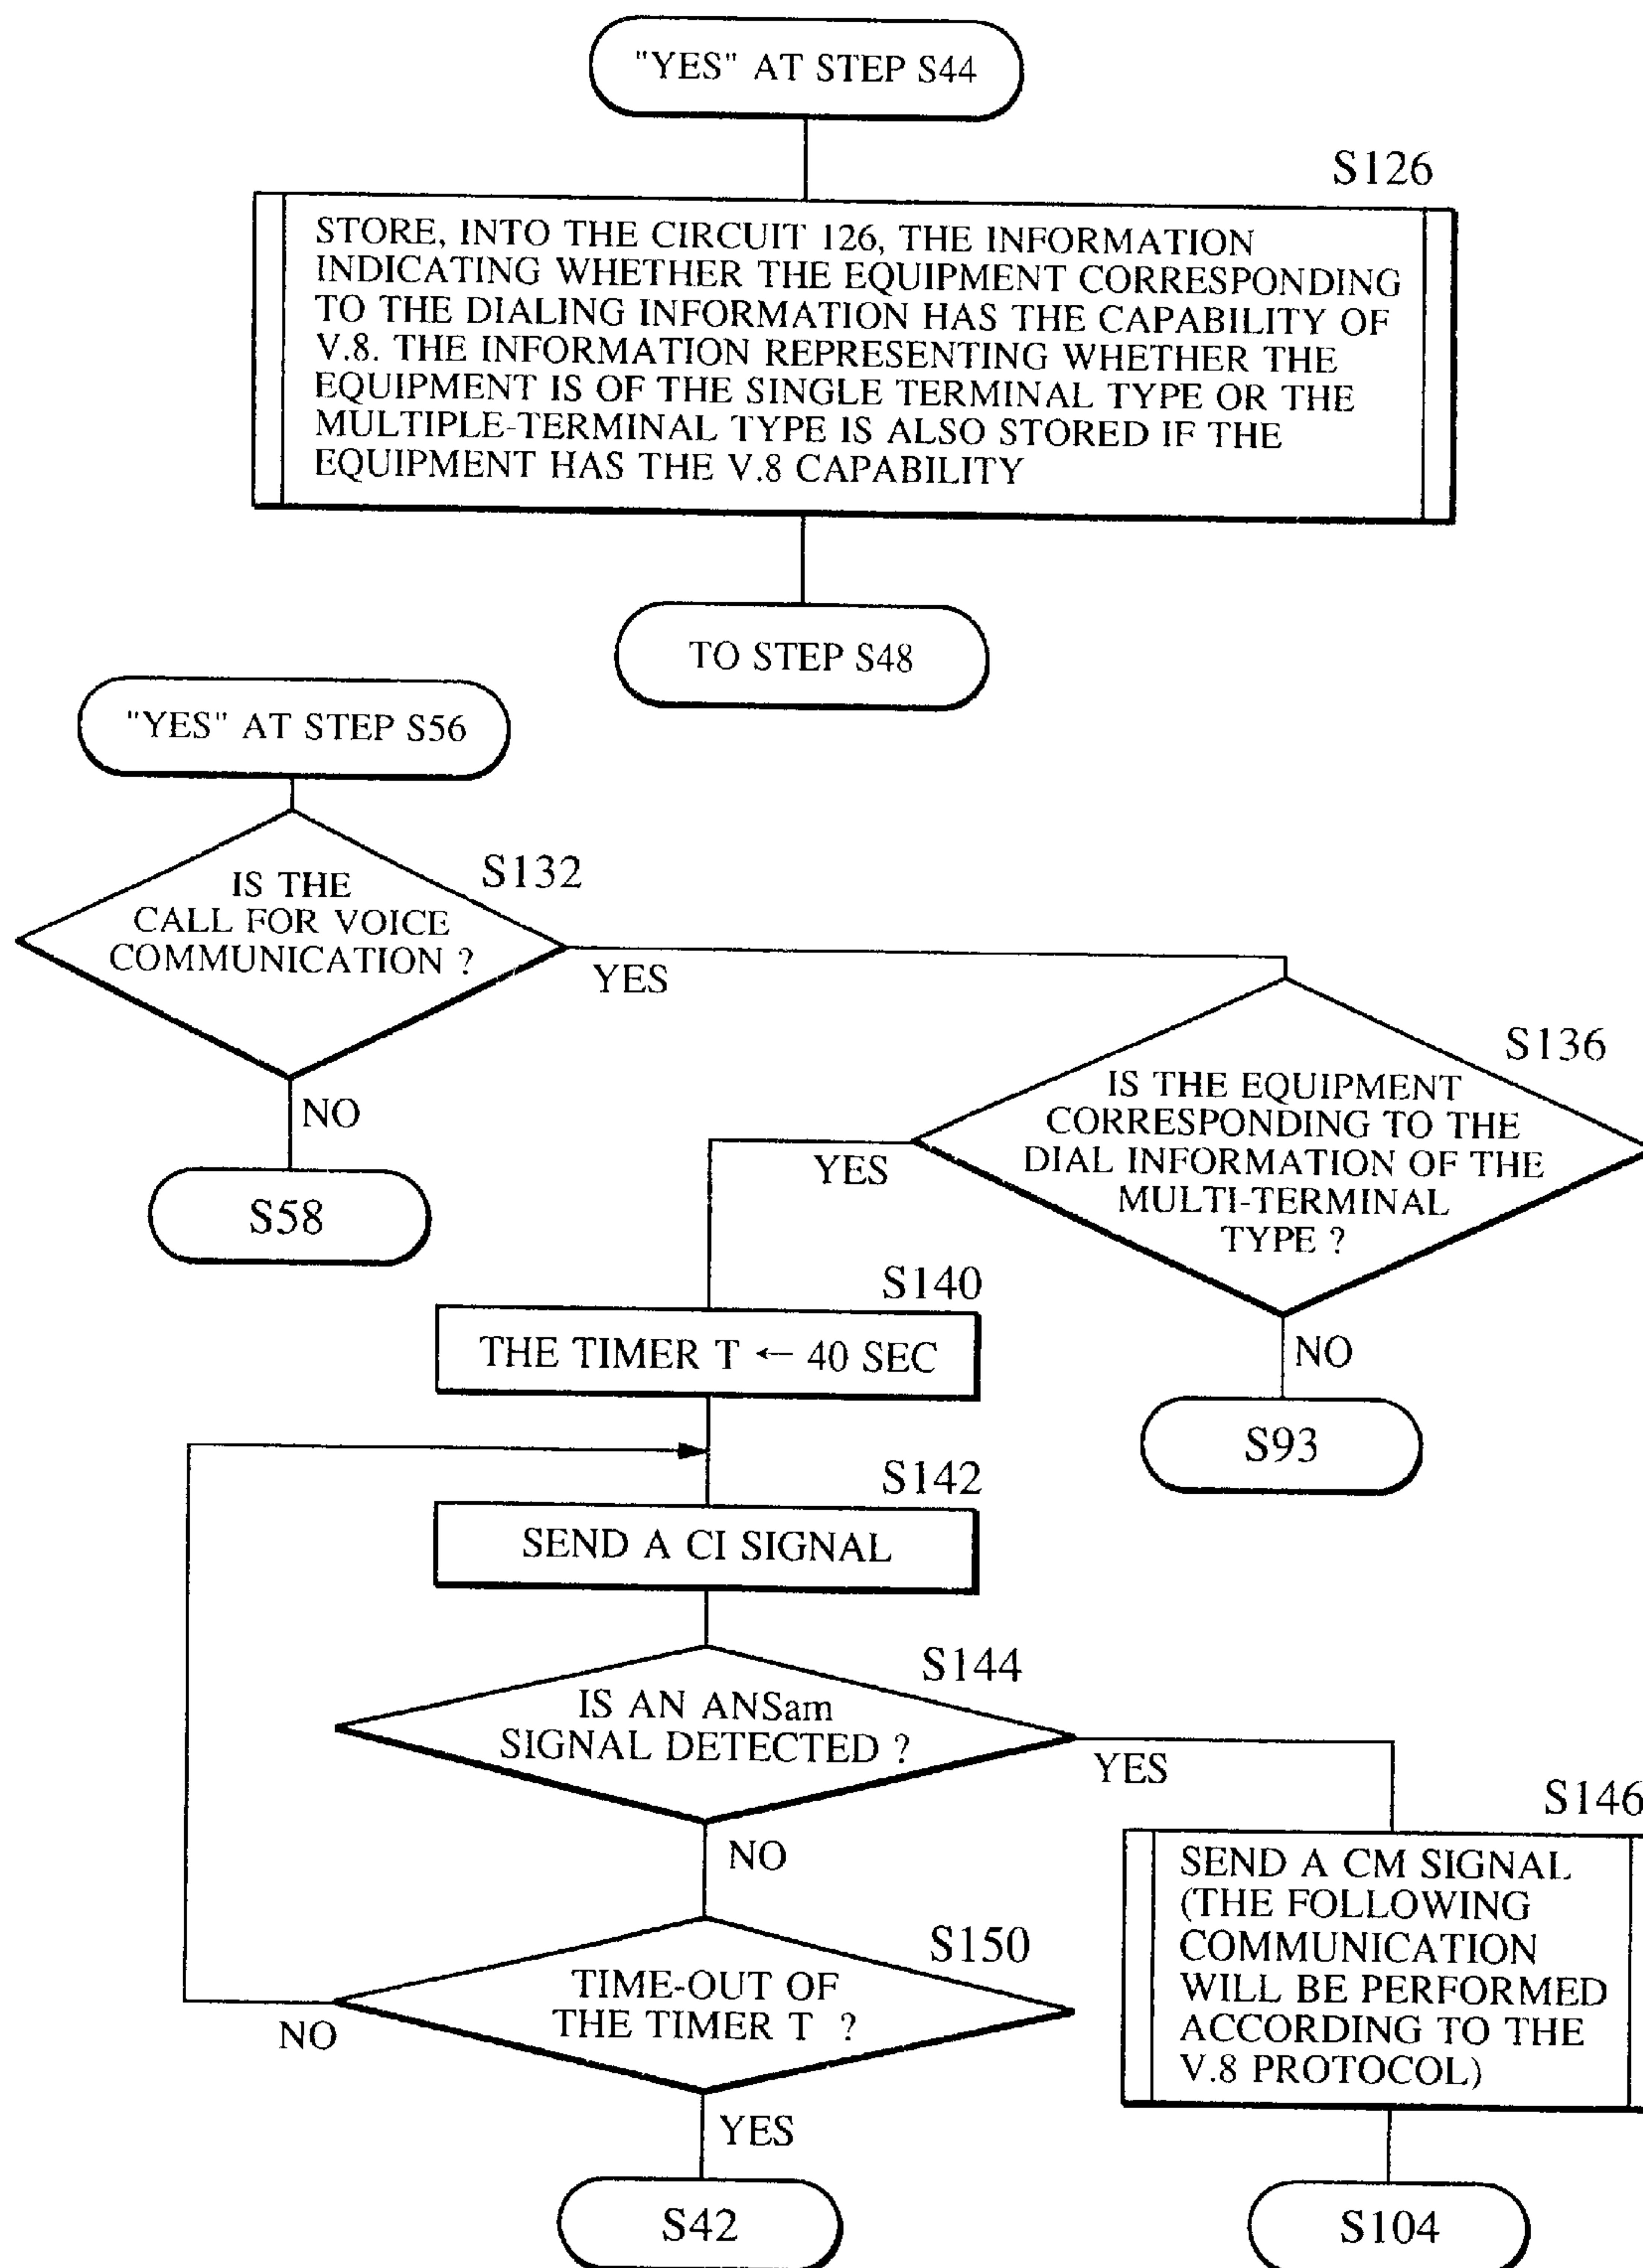 "YES" AT STEP S44
S126
STORE, INTO THE CIRCUIT 126, THE INFORMATION
INDICATING WHETHER THE EQUIPMENT CORRESPONDING
TO THE DIALING INFORMATION HAS THE CAPABILITY OF
V.8. THE INFORMATION REPRESENTING WHETHER THE
EQUIPMENT IS OF THE SINGLE TERMINAL TYPE OR THE
MULTIPLE-TERMINAL TYPE IS ALSO STORED IF THE
EQUIPMENT HAS THE V.8 CAPABILITY
TO STEP S48
"YES" AT STEP S56
S132
IS THE
CALL FOR VOICE
COMMUNICATION ?
YES
NO
S58
S136
IS THE EQUIPMENT
CORRESPONDING TO THE
DIAL INFORMATION OF THE
MULTI-TERMINAL
TYPE ?
YES
NO
S93
S140
THE TIMER T ← 40 SEC
S142
SEND A CI SIGNAL
S144
IS AN ANSam
SIGNAL DETECTED ?
YES
NO
S146
SEND A CM SIGNAL
(THE FOLLOWING
COMMUNICATION
WILL BE PERFORMED
ACCORDING TO THE
V.8 PROTOCOL)
S150
TIME-OUT OF
THE TIMER T ?
NO
YES
S42
S104